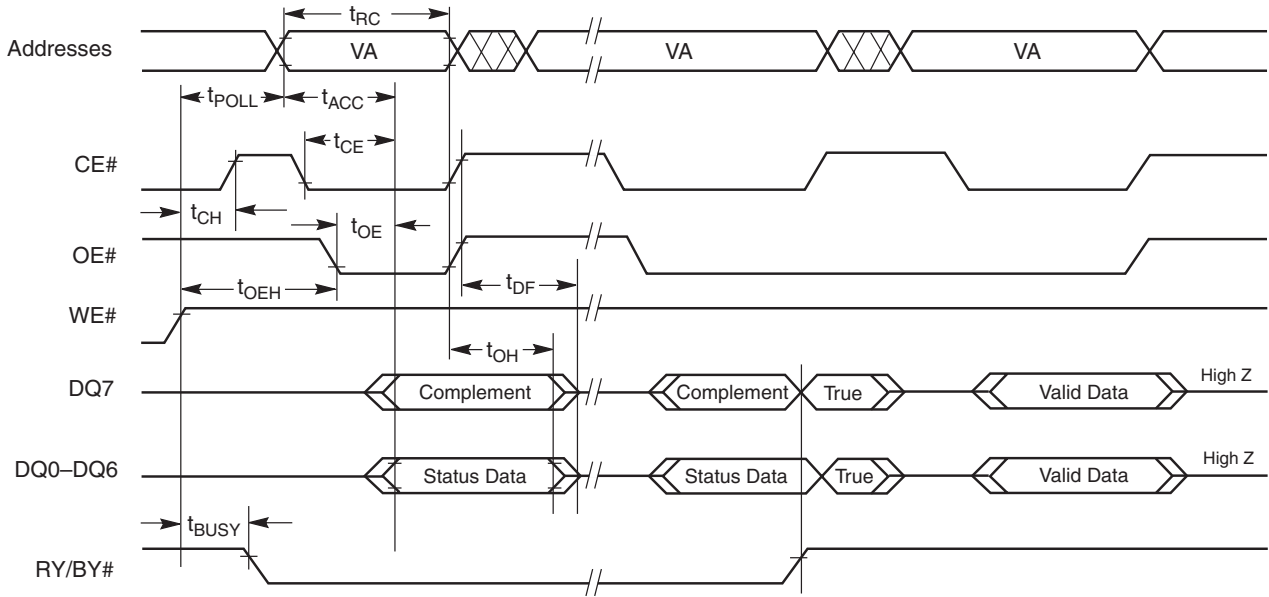 tRC
Addresses VA VA VA
tPOLL tACC
tCE
CE#
tCH tOE
OE#
tOEH tDF
WE#
tOH
DQ7 Complement Complement True Valid Data High Z
DQ0–DQ6 Status Data Status Data True Valid Data High Z
tBUSY
RY/BY#